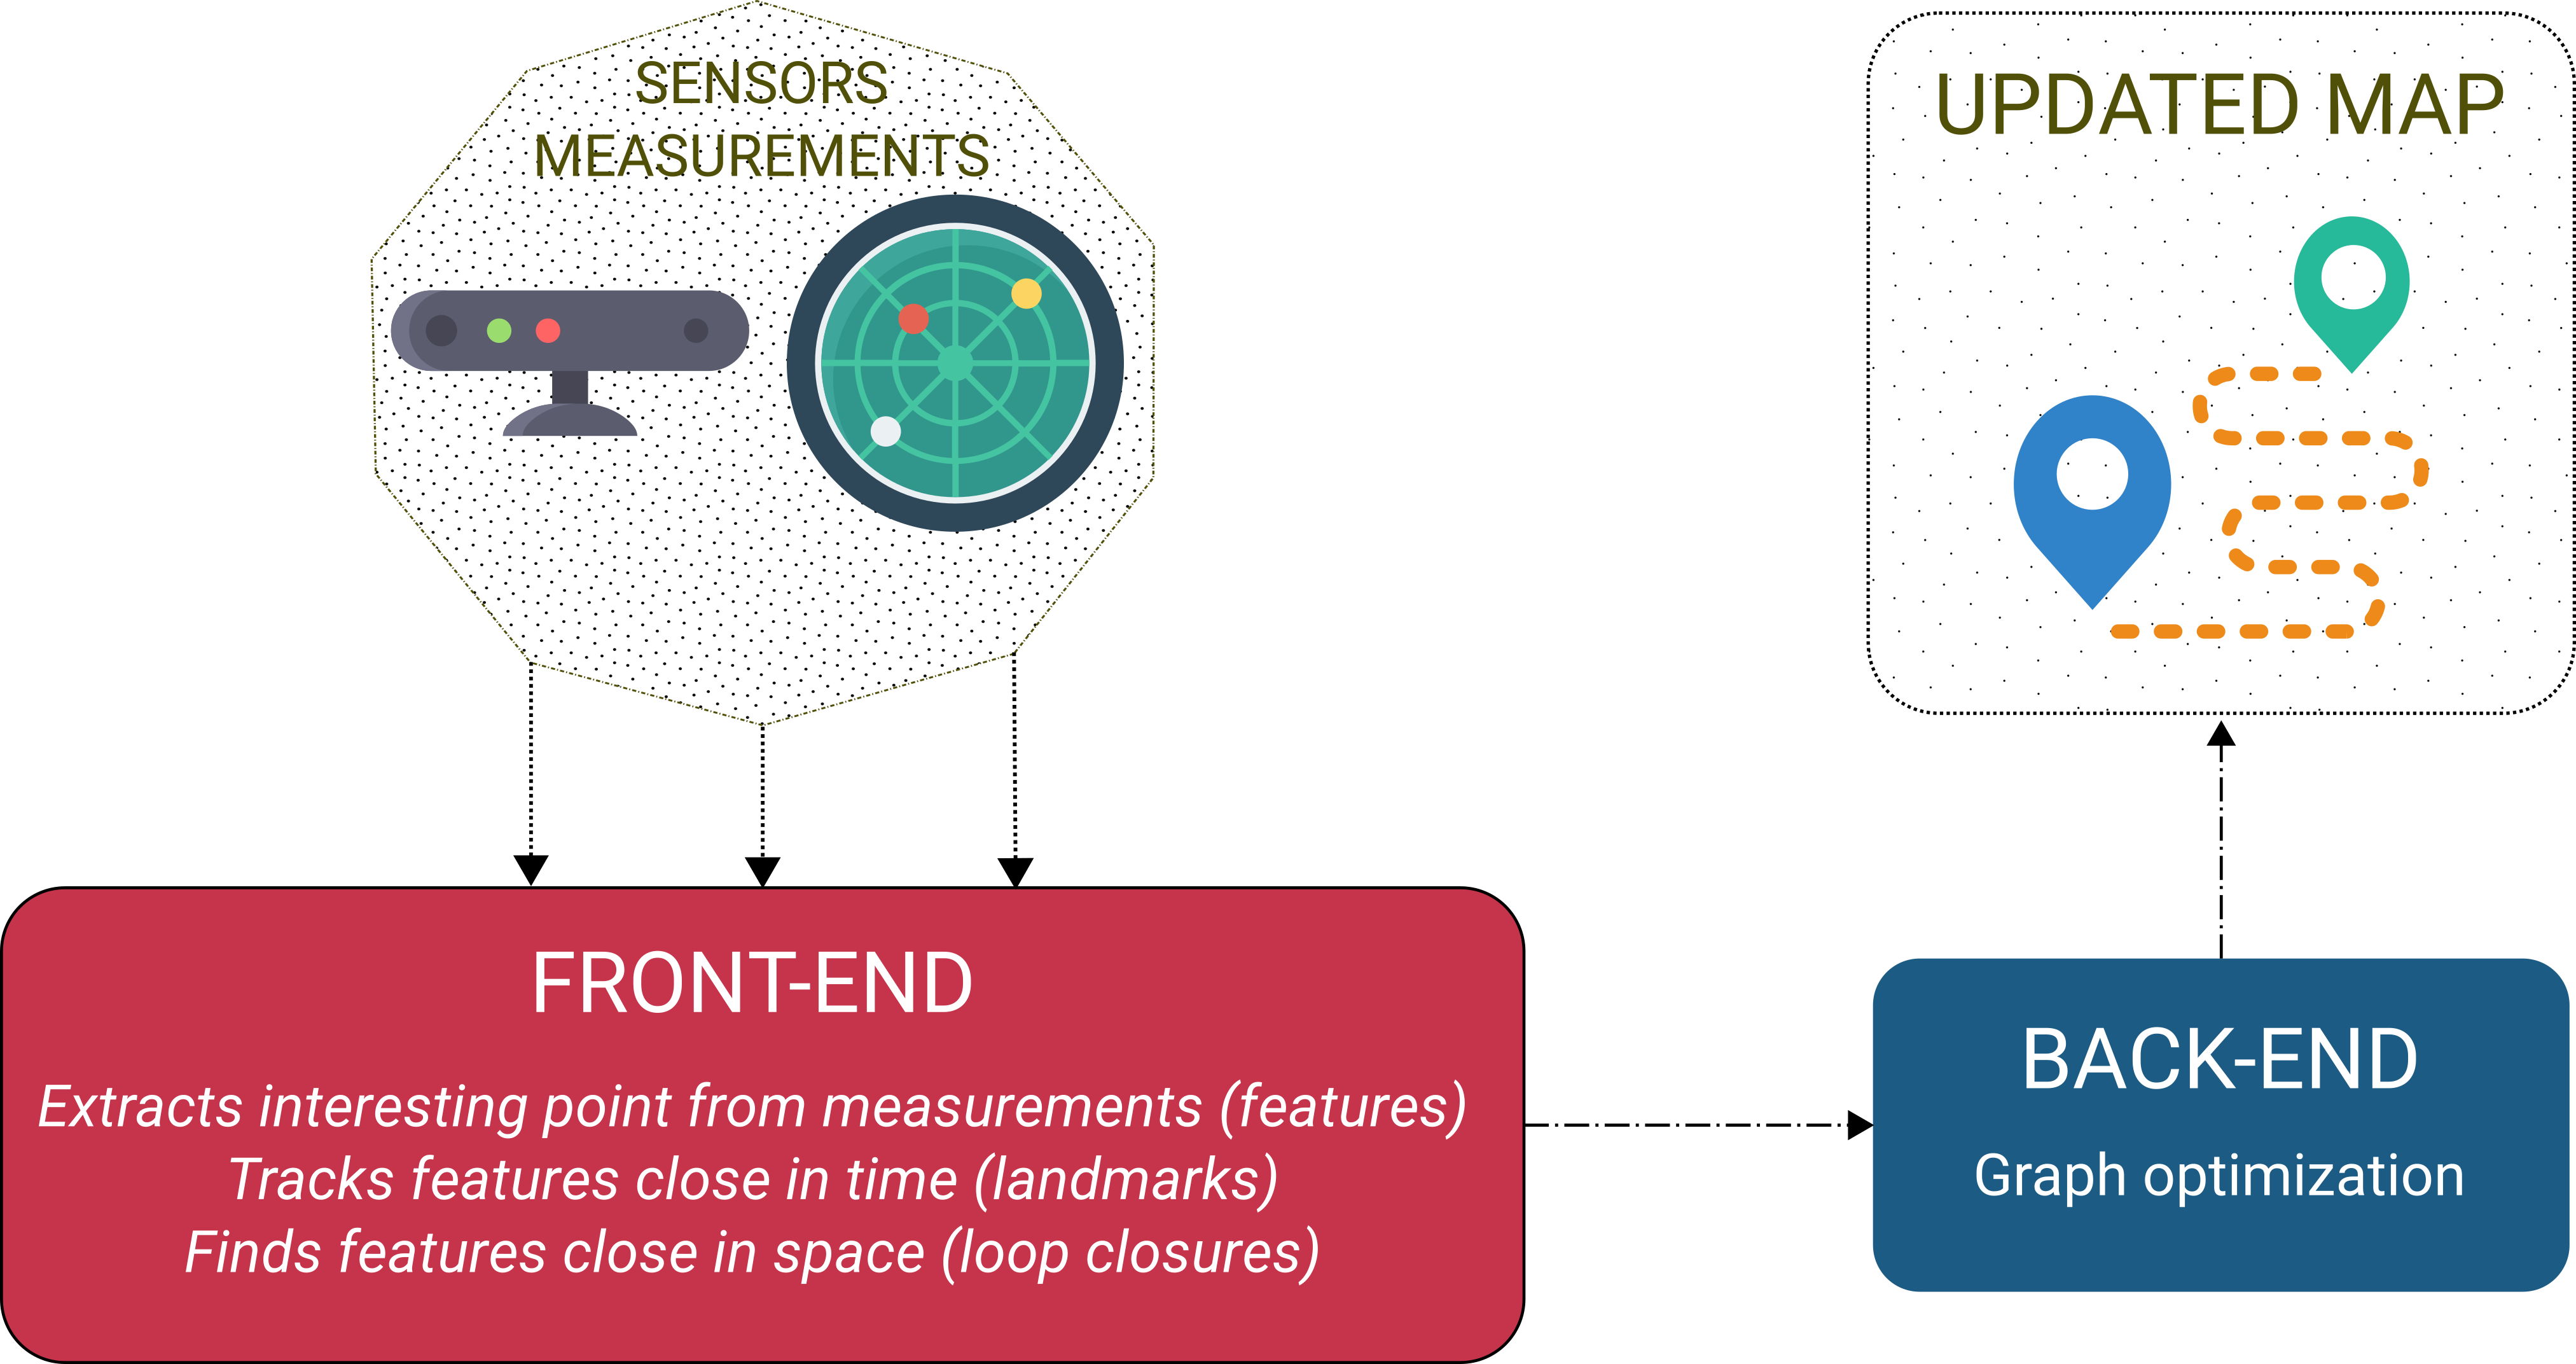 SENSORS
MEASUREMENTS
UPDATED MAP
FRONT-END
Extracts interesting point from measurements (features)
Tracks features close in time (landmarks)
Finds features close in space (loop closures)
BACK-END
Graph optimization